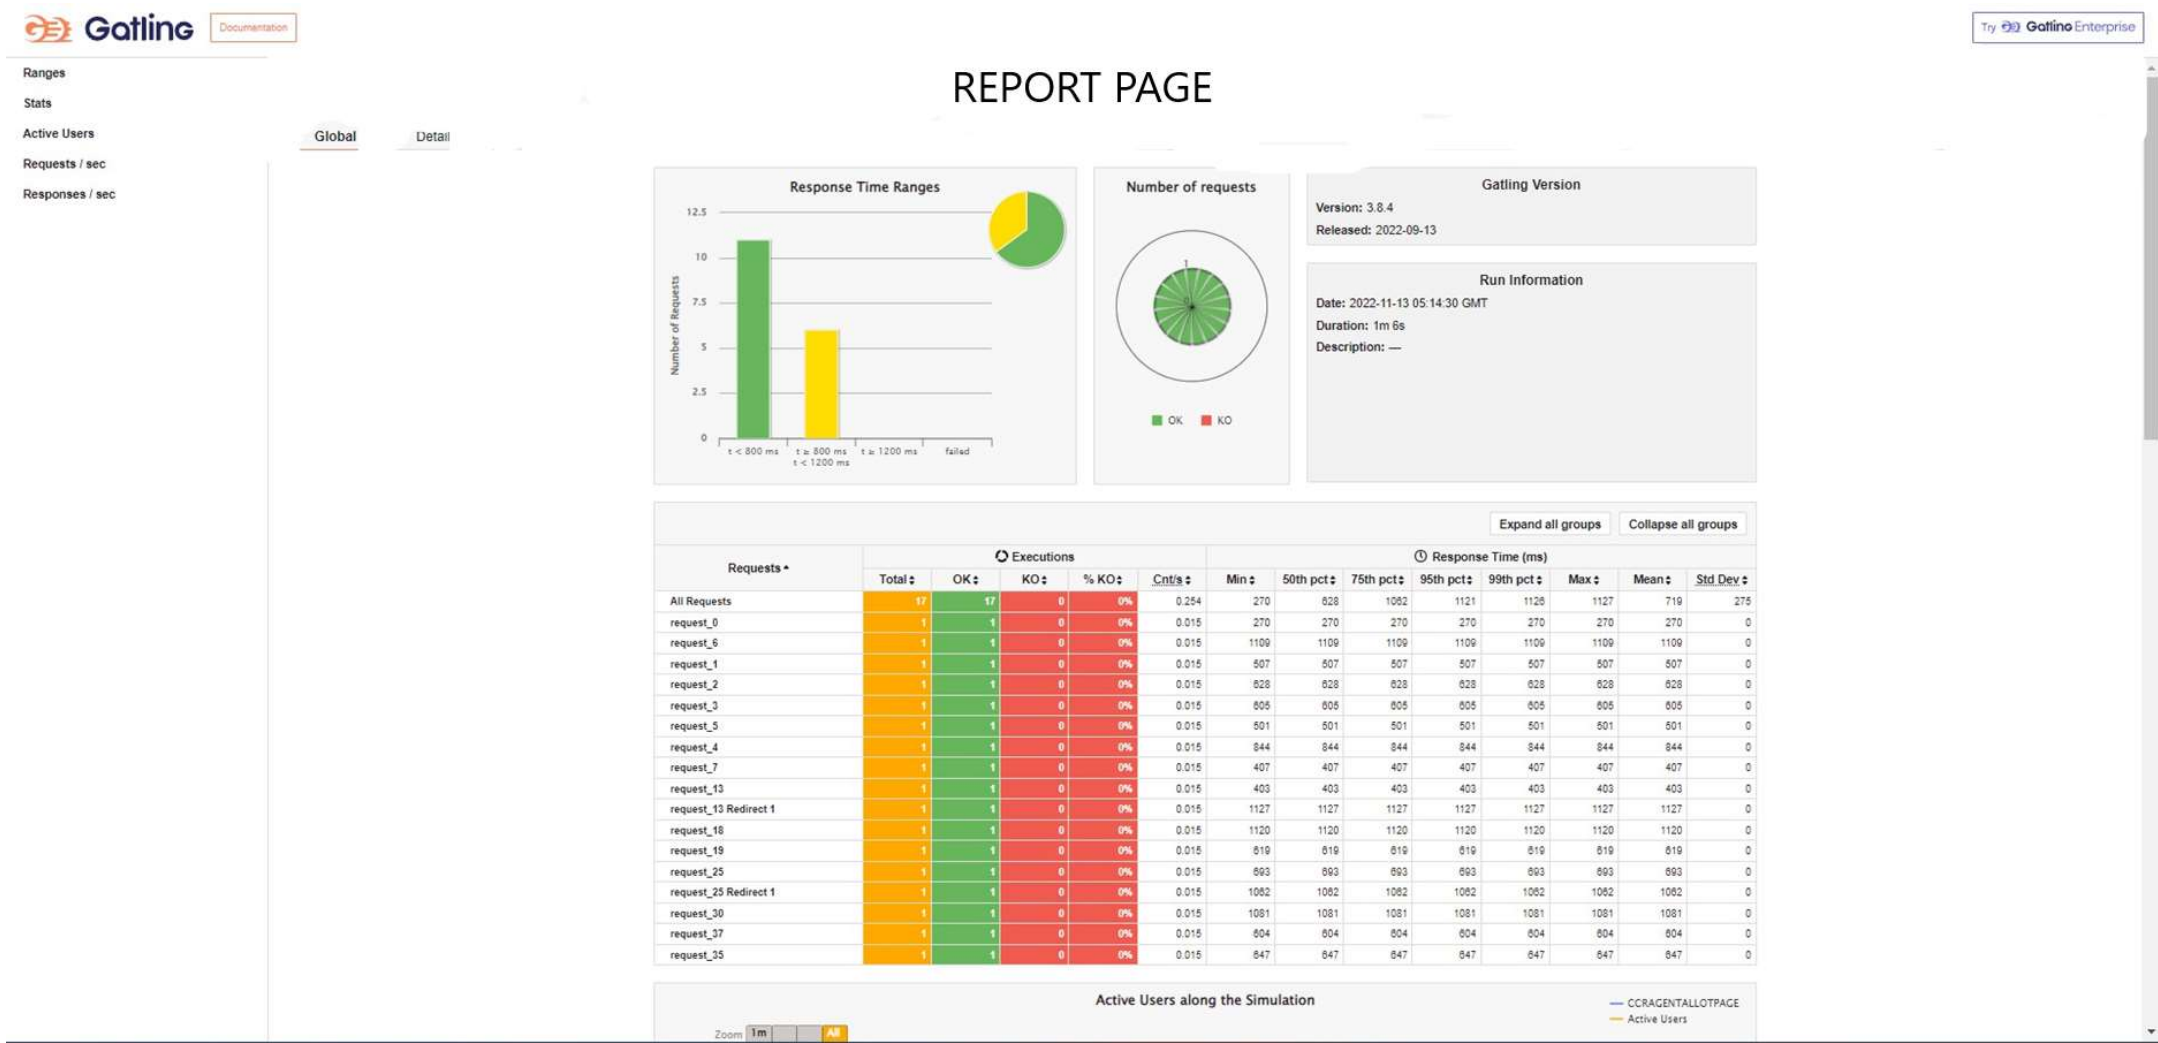 Gatling Documentation Try Gatling Enterprise
REPORT PAGE
Ranges
Stats
Active Users
Requests / sec
Responses / sec
Global Detail
Response Time Ranges
Number of Requests
12.5
10
7.5
5
2.5
0
t < 800 ms t ≥ 800 ms t ≥ 1200 ms failed
t < 1200 ms
Number of requests
1
0
OK KO
Gatling Version
Version: 3.8.4
Released: 2022-09-13
Run Information
Date: 2022-11-13 05:14:30 GMT
Duration: 1m 6s
Description: —
Expand all groups Collapse all groups
Requests Executions Response Time (ms)
Total OK KO % KO Cnt/s Min 50th pct 75th pct 95th pct 99th pct Max Mean Std Dev
All Requests 17 17 0 0% 0.254 270 628 1062 1121 1126 1127 719 275
request_0 1 1 0 0% 0.015 270 270 270 270 270 270 270 0
request_6 1 1 0 0% 0.015 1109 1109 1109 1109 1109 1109 1109 0
request_1 1 1 0 0% 0.015 507 507 507 507 507 507 507 0
request_2 1 1 0 0% 0.015 628 628 628 628 628 628 628 0
request_3 1 1 0 0% 0.015 605 605 605 605 605 605 605 0
request_5 1 1 0 0% 0.015 501 501 501 501 501 501 501 0
request_4 1 1 0 0% 0.015 844 844 844 844 844 844 844 0
request_7 1 1 0 0% 0.015 407 407 407 407 407 407 407 0
request_13 1 1 0 0% 0.015 403 403 403 403 403 403 403 0
request_13 Redirect 1 1 1 0 0% 0.015 1127 1127 1127 1127 1127 1127 1127 0
request_18 1 1 0 0% 0.015 1120 1120 1120 1120 1120 1120 1120 0
request_19 1 1 0 0% 0.015 619 619 619 619 619 619 619 0
request_25 1 1 0 0% 0.015 693 693 693 693 693 693 693 0
request_25 Redirect 1 1 1 0 0% 0.015 1062 1062 1062 1062 1062 1062 1062 0
request_30 1 1 0 0% 0.015 1081 1081 1081 1081 1081 1081 1081 0
request_37 1 1 0 0% 0.015 604 604 604 604 604 604 604 0
request_35 1 1 0 0% 0.015 647 647 647 647 647 647 647 0
Active Users along the Simulation
CCRAGENTALLOTPAGE
Active Users
Zoom 1m All